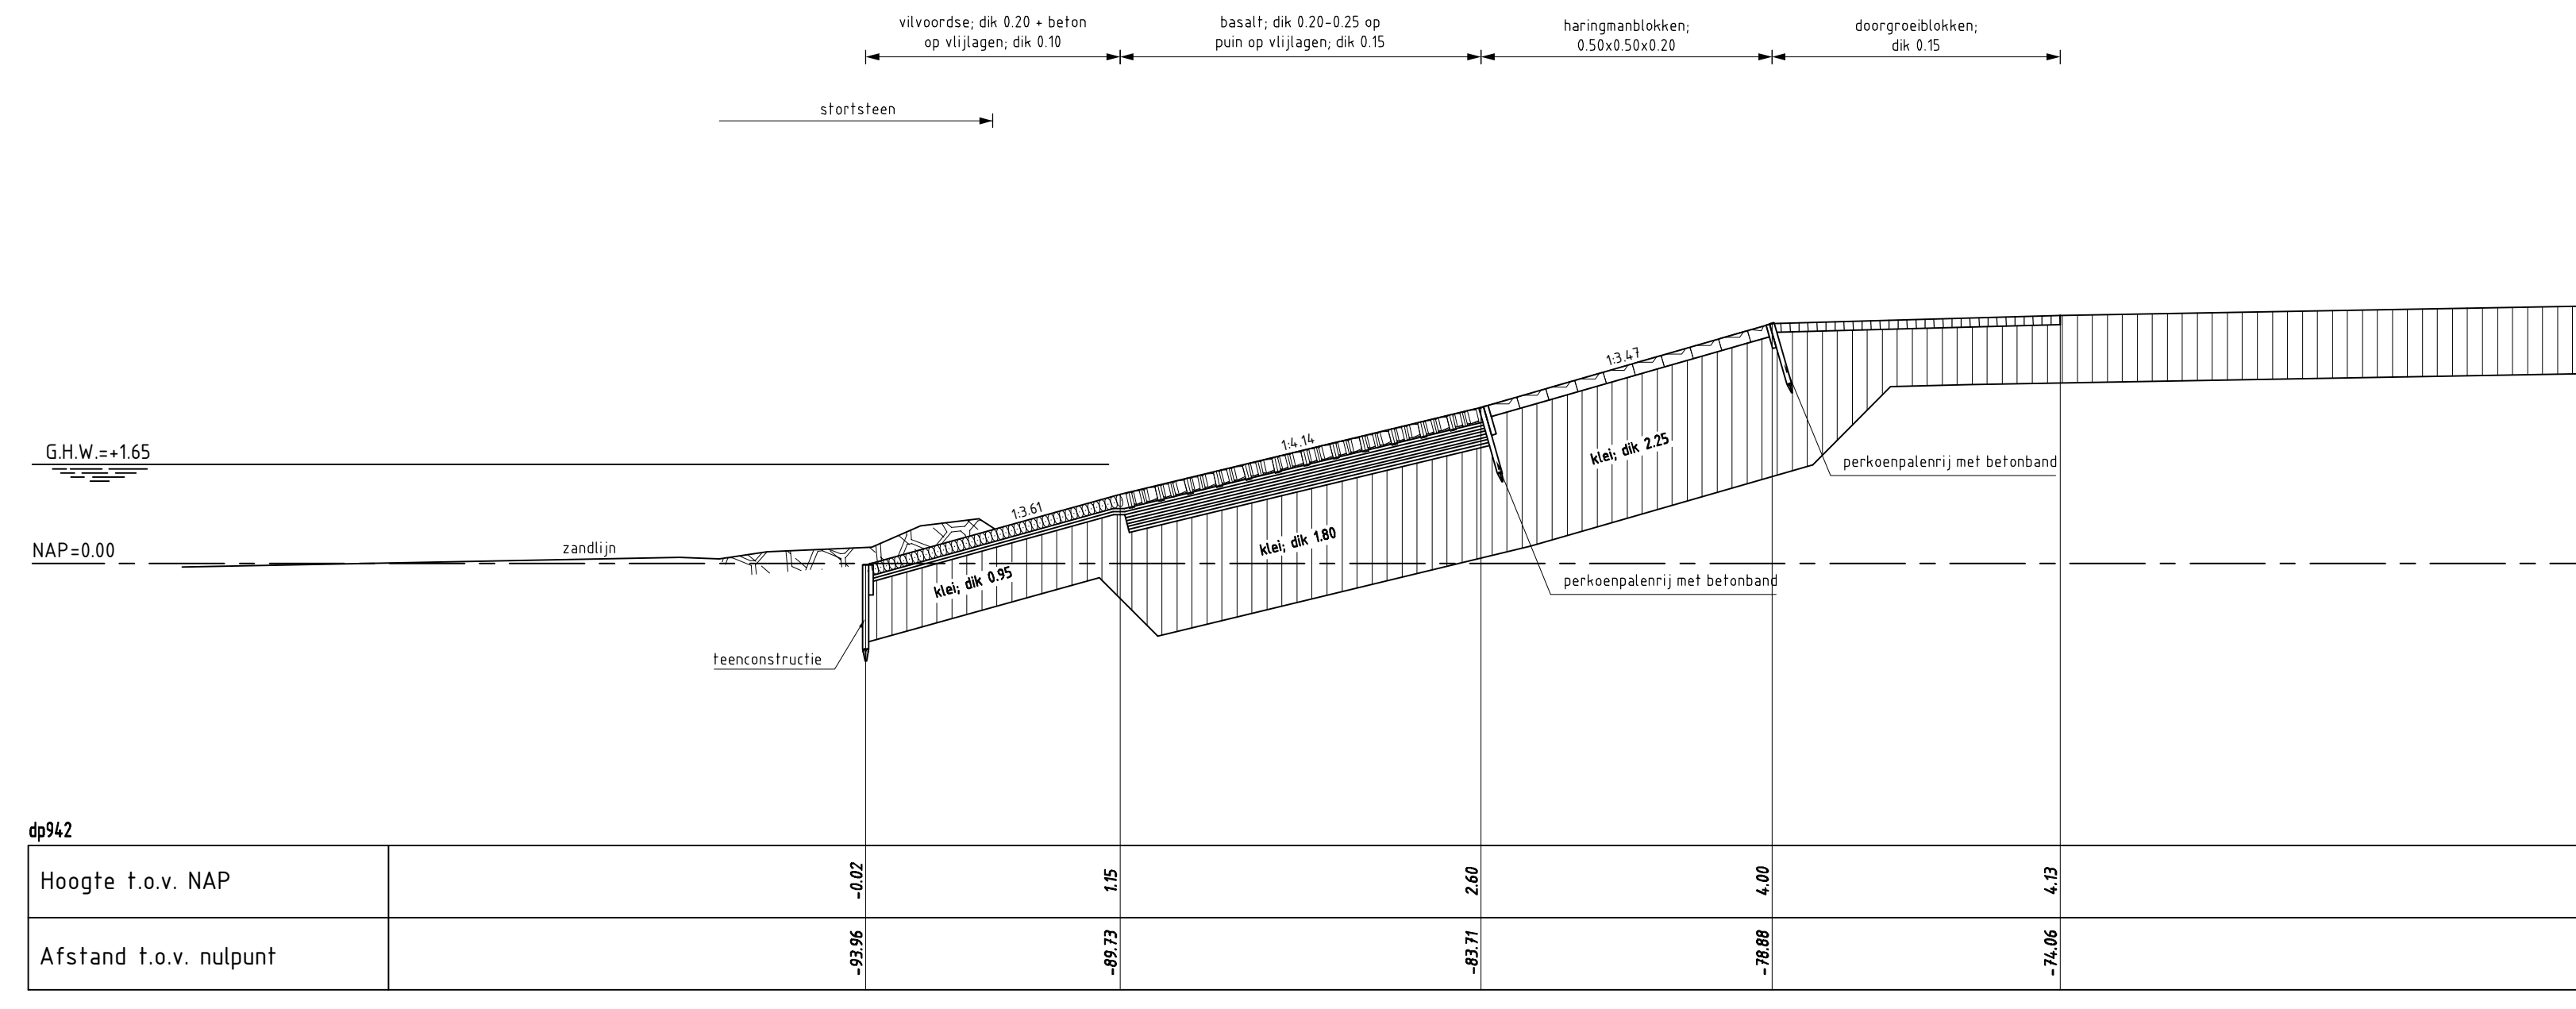 vilvoordse; dik 0.20 + beton
op vlijlagen; dik 0.10
basalt; dik 0.20-0.25 op
puin op vlijlagen; dik 0.15
haringmanblokken;
0.50x0.50x0.20
doorgroeiblokken;
dik 0.15
stortsteen
1:3.47
1:4.14
klei; dik 2.25
G.H.W.=+1.65
perkoenpalenrij met betonband
1:3.61
klei; dik 1.80
NAP=0.00
zandlijn
klei; dik 0.95
perkoenpalenrij met betonband
teenconstructie
dp942
Hoogte t.o.v. NAP
-0.02
1.15
2.60
4.00
4.13
Afstand t.o.v. nulpunt
-93.96
-89.73
-83.71
-78.88
-74.06